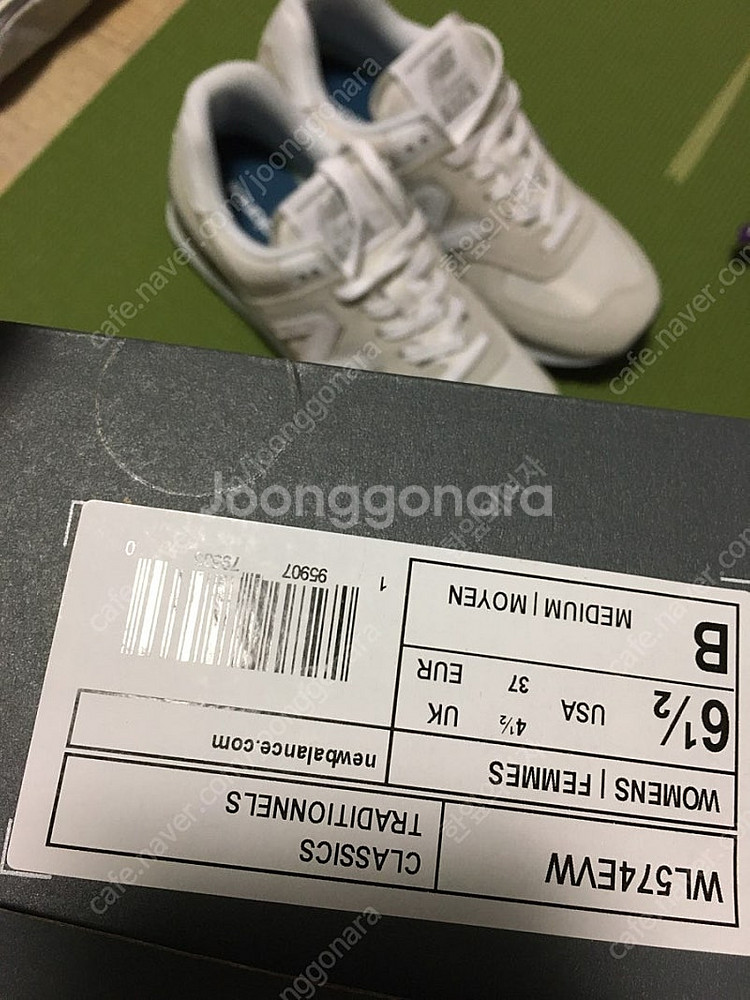 WL574EVW
CLASSICS
TRADITIONNELS
WOMENS | FEMMES
newbalance.com
6½ USA 4½ UK
37 EUR
B MEDIUM | MOYEN
1 95907 0
Joonggonara
cafe.naver.com/joonggonara